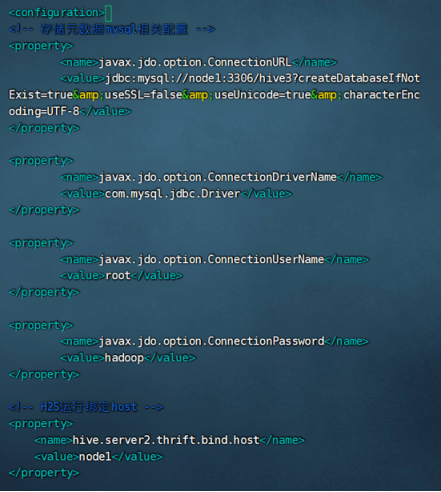 <configuration>
<!-- 存储元数据mysql相关配置 -->
<property>
<name>javax.jdo.option.ConnectionURL</name>
<value>jdbc:mysql://node1:3306/hive3?createDatabaseIfNot
Exist=true&amp;useSSL=false&amp;useUnicode=true&amp;characterEnc
oding=UTF-8</value>
</property>
<property>
<name>javax.jdo.option.ConnectionDriverName</name>
<value>com.mysql.jdbc.Driver</value>
</property>
<property>
<name>javax.jdo.option.ConnectionUserName</name>
<value>root</value>
</property>
<property>
<name>javax.jdo.option.ConnectionPassword</name>
<value>hadoop</value>
</property>
<!-- H2S运行绑定host -->
<property>
<name>hive.server2.thrift.bind.host</name>
<value>node1</value>
</property>